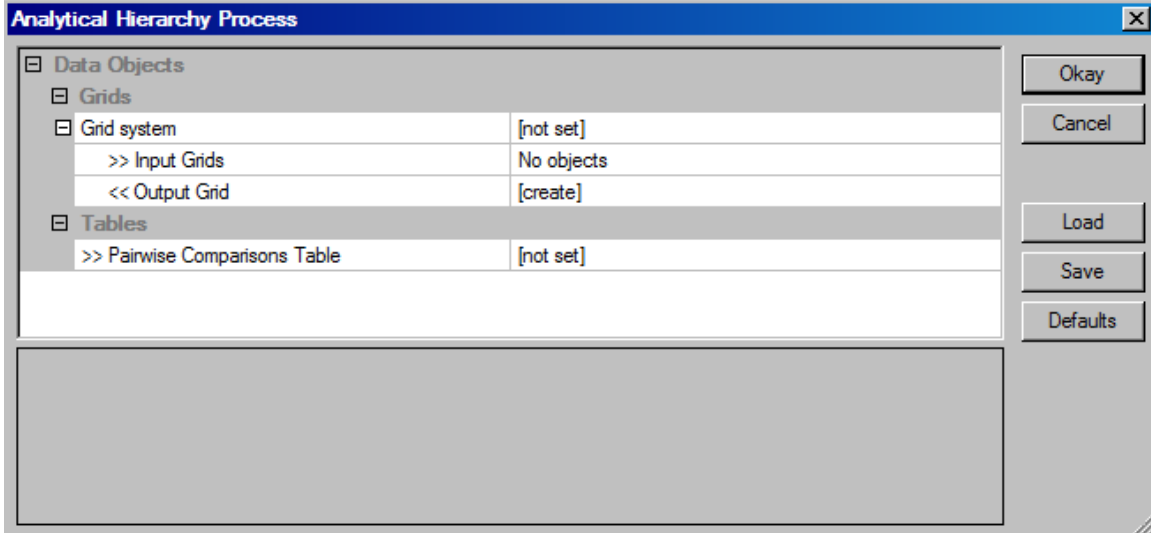 Analytical Hierarchy Process
Data Objects
Grids
Grid system [not set]
>> Input Grids No objects
<< Output Grid [create]
Tables
>> Pairwise Comparisons Table [not set]
Okay
Cancel
Load
Save
Defaults